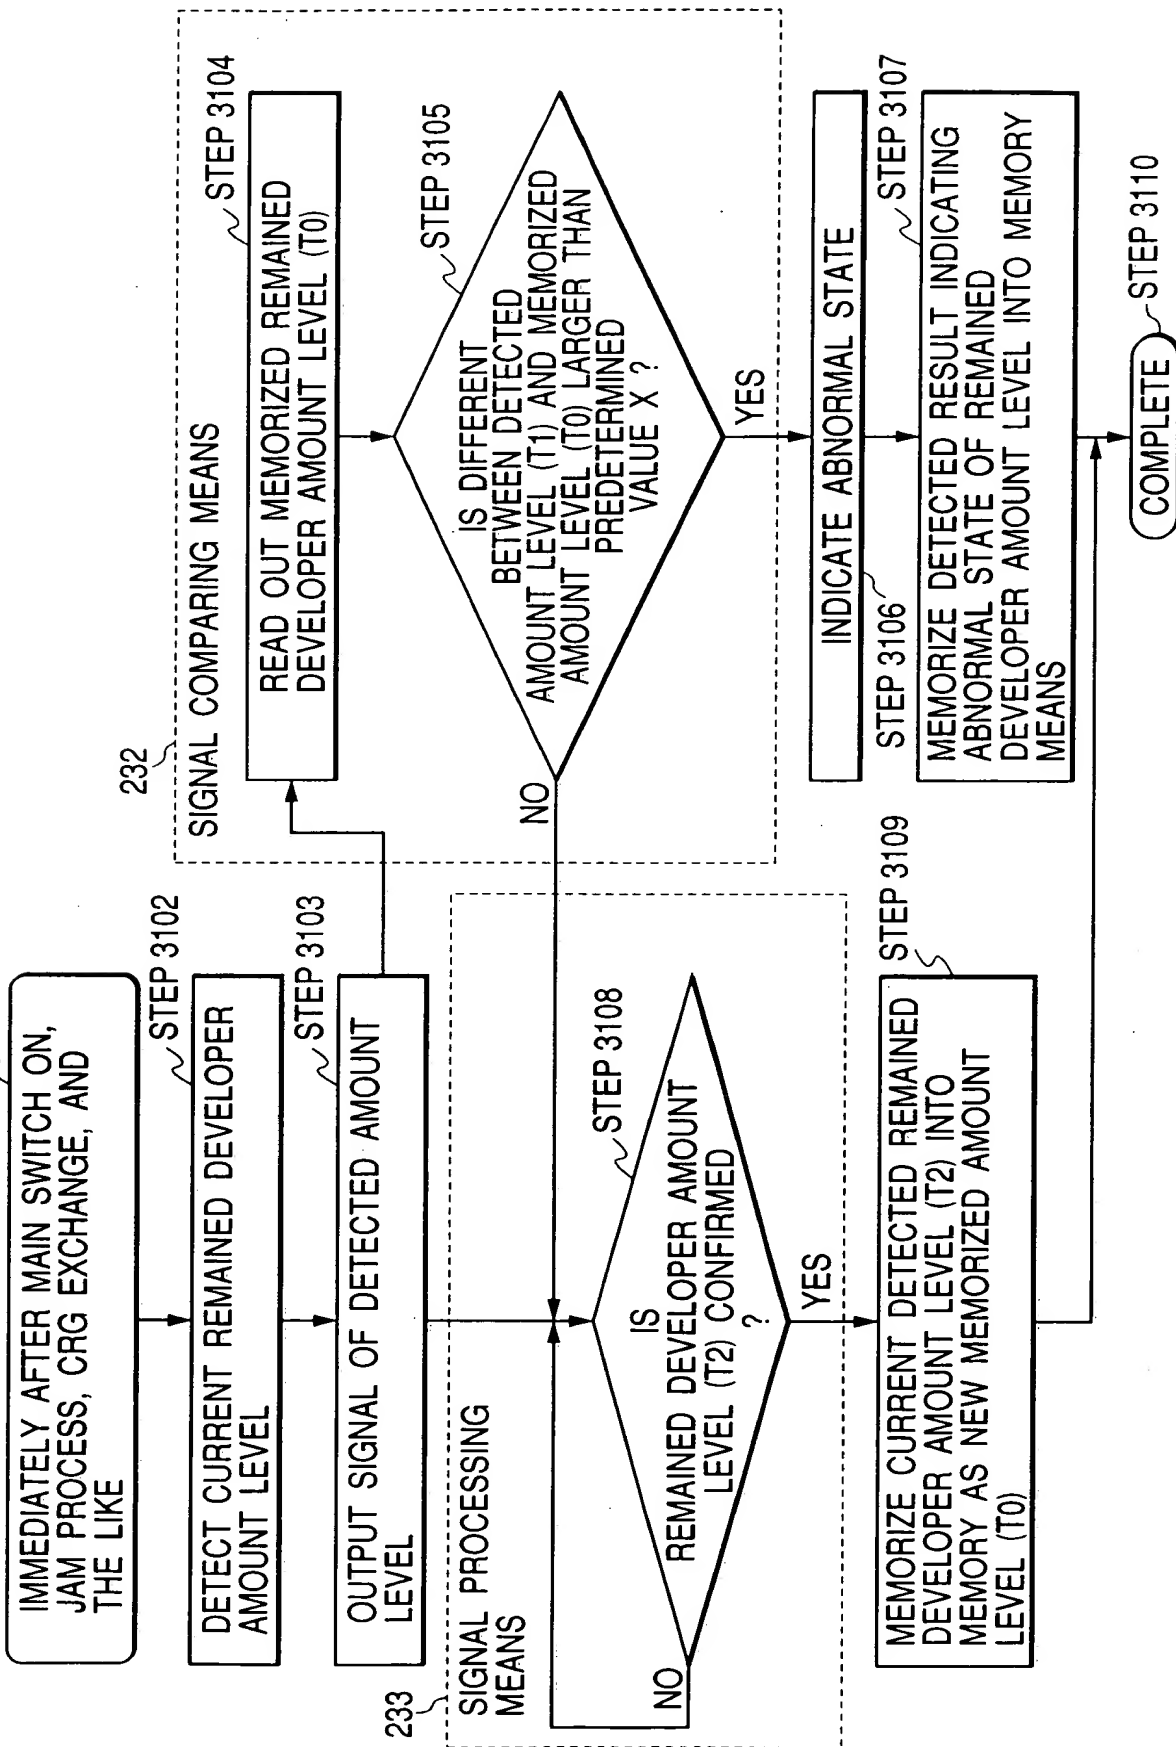 IMMEDIATELY AFTER MAIN SWITCH ON,
JAM PROCESS, CRG EXCHANGE, AND
THE LIKE
STEP 3102
DETECT CURRENT REMAINED DEVELOPER
AMOUNT LEVEL
STEP 3103
OUTPUT SIGNAL OF DETECTED AMOUNT
LEVEL
233
SIGNAL PROCESSING
MEANS
STEP 3108
IS
REMAINED DEVELOPER AMOUNT
LEVEL (T2) CONFIRMED
?
NO
YES
STEP 3109
MEMORIZE CURRENT DETECTED REMAINED
DEVELOPER AMOUNT LEVEL (T2) INTO
MEMORY AS NEW MEMORIZED AMOUNT
LEVEL (T0)
232
SIGNAL COMPARING MEANS
STEP 3104
READ OUT MEMORIZED REMAINED
DEVELOPER AMOUNT LEVEL (T0)
STEP 3105
IS DIFFERENT
BETWEEN DETECTED
AMOUNT LEVEL (T1) AND MEMORIZED
AMOUNT LEVEL (T0) LARGER THAN
PREDETERMINED
VALUE X ?
NO
YES
INDICATE ABNORMAL STATE
STEP 3106
STEP 3107
MEMORIZE DETECTED RESULT INDICATING
ABNORMAL STATE OF REMAINED
DEVELOPER AMOUNT LEVEL INTO MEMORY
MEANS
COMPLETE
STEP 3110